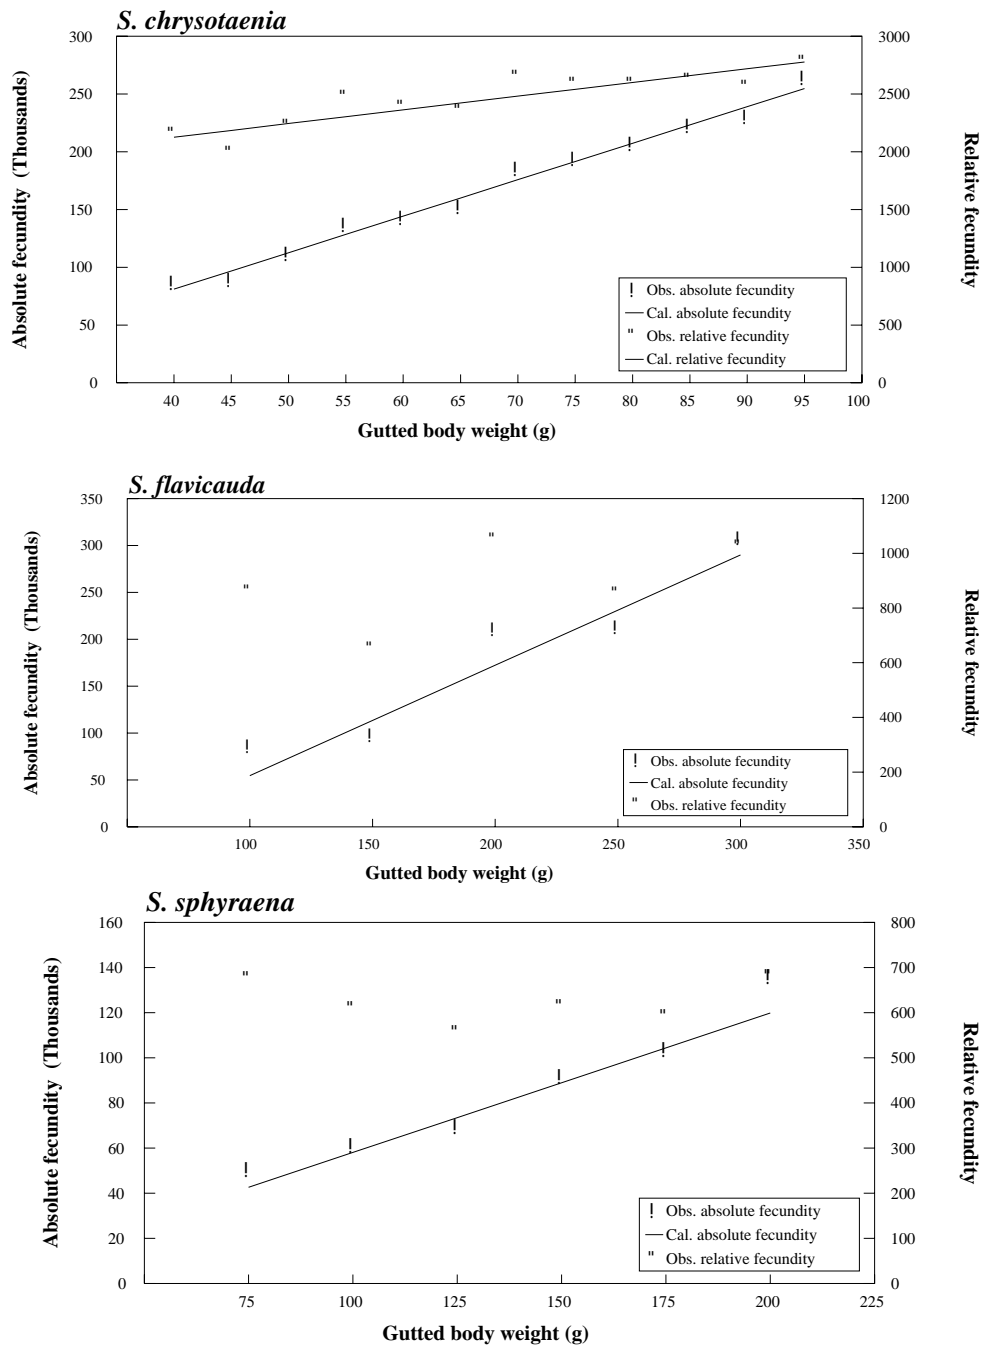 S. chrysotaenia
300
250
200
150
100
50
0
3000
2500
2000
1500
1000
500
0
Absolute fecundity (Thousands)
Relative fecundity
! Obs. absolute fecundity
Cal. absolute fecundity
" Obs. relative fecundity
Cal. relative fecundity
40 45 50 55 60 65 70 75 80 85 90 95 100
Gutted body weight (g)
S. flavicauda
350
300
250
200
150
100
50
0
1200
1000
800
600
400
200
0
Absolute fecundity (Thousands)
Relative fecundity
! Obs. absolute fecundity
Cal. absolute fecundity
" Obs. relative fecundity
100 150 200 250 300 350
Gutted body weight (g)
S. sphyraena
160
140
120
100
80
60
40
20
0
800
700
600
500
400
300
200
100
0
Absolute fecundity (Thousands)
Relative fecundity
! Obs. absolute fecundity
Cal. absolute fecundity
" Obs. relative fecundity
75 100 125 150 175 200 225
Gutted body weight (g)